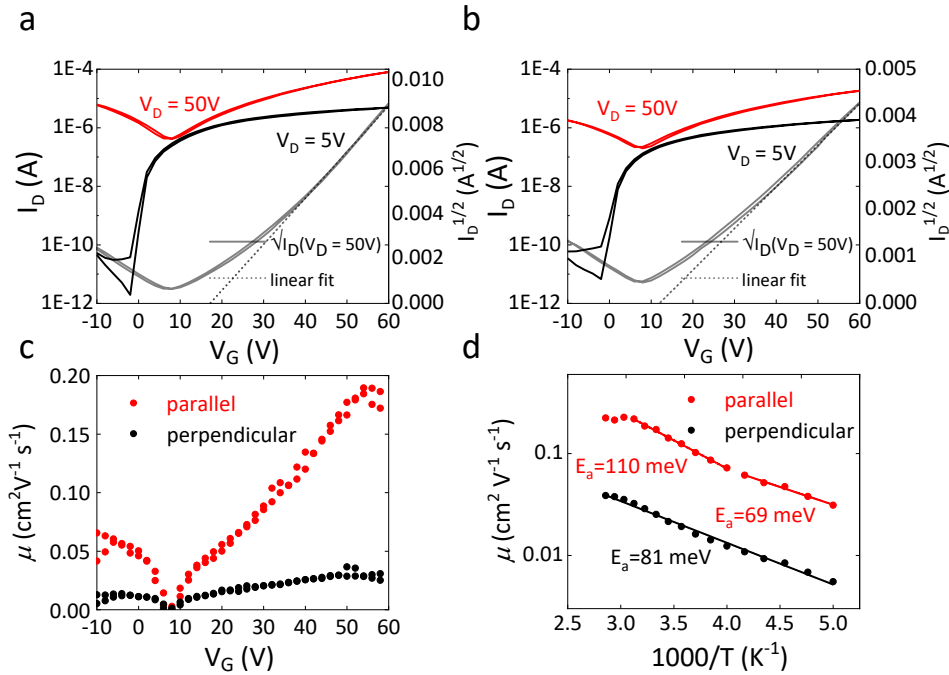 a
1E-4
1E-6
1E-8
1E-10
1E-12
I_D (A)
0.010
0.008
0.006
0.004
0.002
0.000
I_D^1/2 (A^1/2)
V_D = 50V
V_D = 5V
√I_D(V_D = 50V)
linear fit
-10 0 10 20 30 40 50 60
V_G (V)
b
1E-4
1E-6
1E-8
1E-10
1E-12
I_D (A)
0.005
0.004
0.003
0.002
0.001
0.000
I_D^1/2 (A^1/2)
V_D = 50V
V_D = 5V
√I_D(V_D = 50V)
linear fit
-10 0 10 20 30 40 50 60
V_G (V)
c
0.20
0.15
0.10
0.05
0.00
μ (cm²V⁻¹ s⁻¹)
parallel
perpendicular
-10 0 10 20 30 40 50 60
V_G (V)
d
0.1
0.01
μ (cm² V⁻¹ s⁻¹)
parallel
perpendicular
E_a=110 meV
E_a=69 meV
E_a=81 meV
2.5 3.0 3.5 4.0 4.5 5.0
1000/T (K⁻¹)